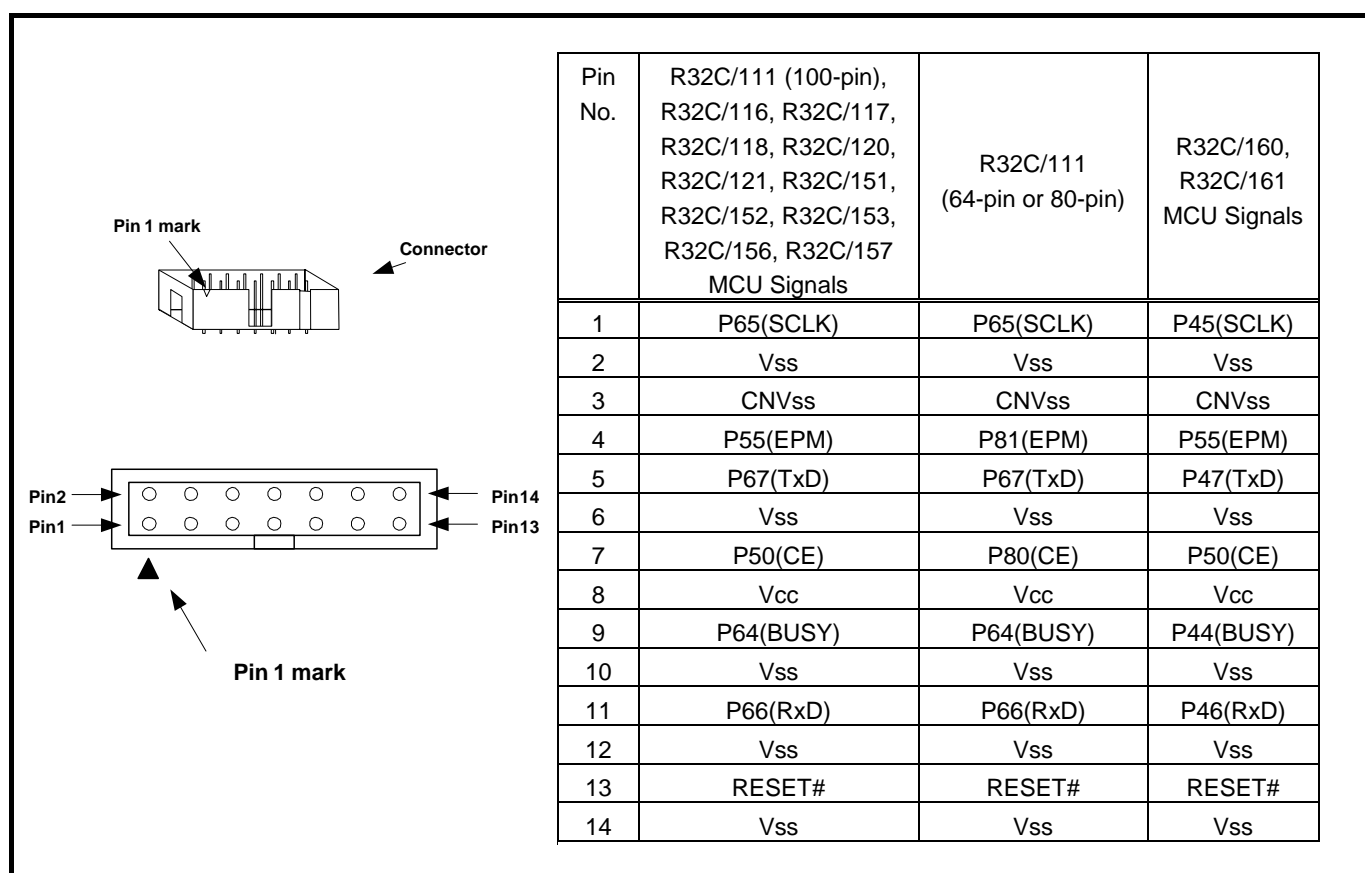 Pin 1 mark
Connector
Pin2
Pin14
Pin1
Pin13
Pin 1 mark
Pin No. | R32C/111 (100-pin), R32C/116, R32C/117, R32C/118, R32C/120, R32C/121, R32C/151, R32C/152, R32C/153, R32C/156, R32C/157 MCU Signals | R32C/111 (64-pin or 80-pin) | R32C/160, R32C/161 MCU Signals
1 | P65(SCLK) | P65(SCLK) | P45(SCLK)
2 | Vss | Vss | Vss
3 | CNVss | CNVss | CNVss
4 | P55(EPM) | P81(EPM) | P55(EPM)
5 | P67(TxD) | P67(TxD) | P47(TxD)
6 | Vss | Vss | Vss
7 | P50(CE) | P80(CE) | P50(CE)
8 | Vcc | Vcc | Vcc
9 | P64(BUSY) | P64(BUSY) | P44(BUSY)
10 | Vss | Vss | Vss
11 | P66(RxD) | P66(RxD) | P46(RxD)
12 | Vss | Vss | Vss
13 | RESET# | RESET# | RESET#
14 | Vss | Vss | Vss